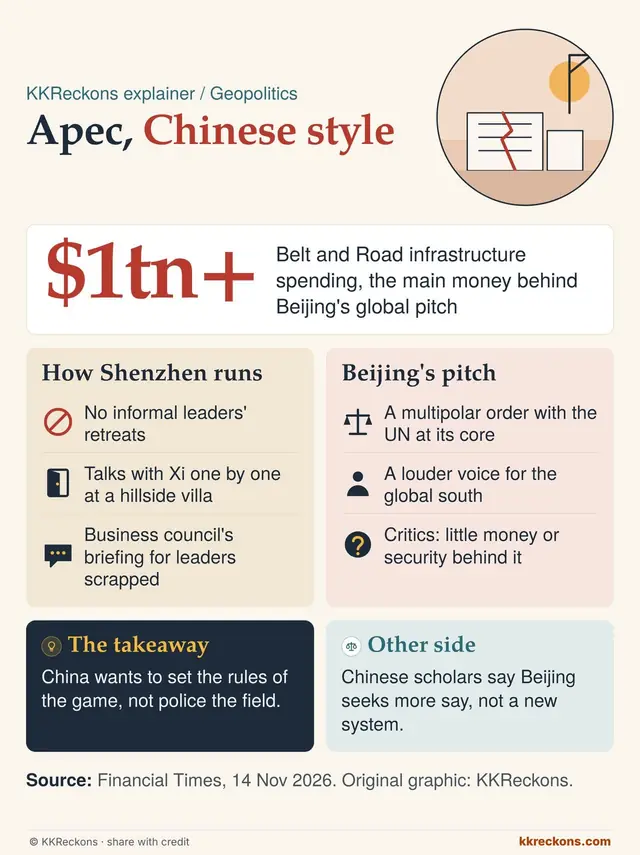 KKReckons explainer / Geopolitics
Apec, Chinese style
$1tn+
Belt and Road infrastructure
spending, the main money behind
Beijing's global pitch
How Shenzhen runs
No informal leaders'
retreats
Talks with Xi one by one
at a hillside villa
Business council's
briefing for leaders
scrapped
Beijing's pitch
A multipolar order with the
UN at its core
A louder voice for the
global south
Critics: little money or
security behind it
The takeaway
China wants to set the rules of
the game, not police the field.
Other side
Chinese scholars say Beijing
seeks more say, not a new
system.
Source: Financial Times, 14 Nov 2026. Original graphic: KKReckons.
© KKReckons · share with credit
kkreckons.com